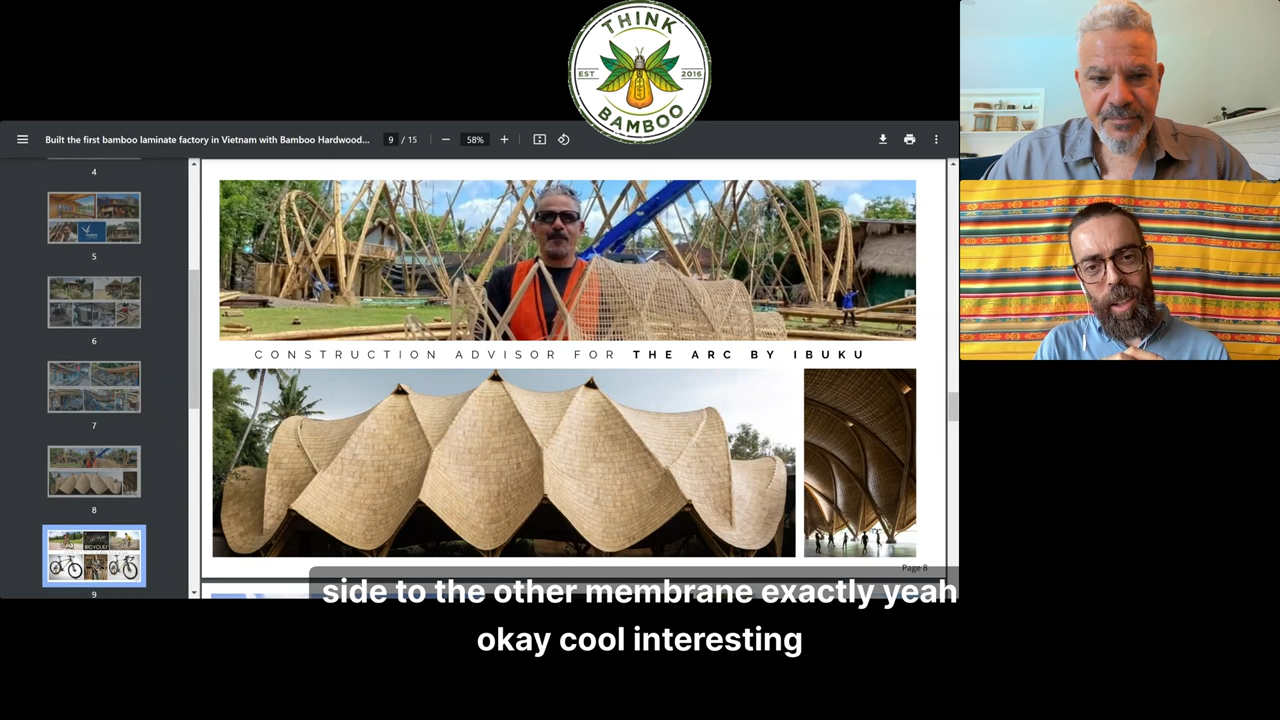 THINK
EST 2016
BAMBOO
Built the first bamboo laminate factory in Vietnam with Bamboo Hardwood...
9 / 15
58%
4
5
6
7
8
9
CONSTRUCTION ADVISOR FOR THE ARC BY IBUKU
Page 8
side to the other membrane exactly yeah
okay cool interesting